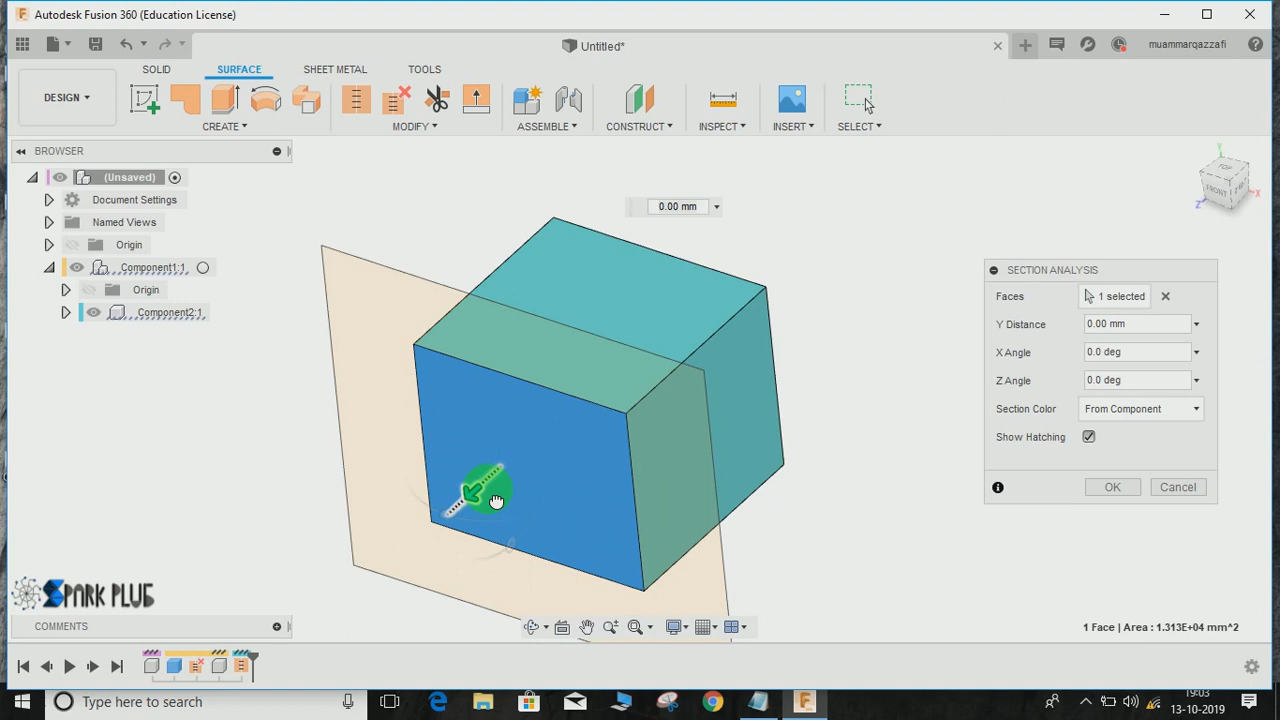 Autodesk Fusion 360 (Education License)
Untitled*
muammarqazzafi
DESIGN
SOLID
SURFACE
SHEET METAL
TOOLS
CREATE
MODIFY
ASSEMBLE
CONSTRUCT
INSPECT
INSERT
SELECT
BROWSER
(Unsaved)
Document Settings
Named Views
Origin
Component1:1
Origin
Component2:1
0.00 mm
TOP
FRONT
Y
X
Z
SECTION ANALYSIS
Faces 1 selected
Y Distance 0.00 mm
X Angle 0.0 deg
Z Angle 0.0 deg
Section Color From Component
Show Hatching
OK Cancel
SPARK PLUG
COMMENTS
1 Face | Area : 1.313E+04 mm^2
Type here to search
19:03
13-10-2019